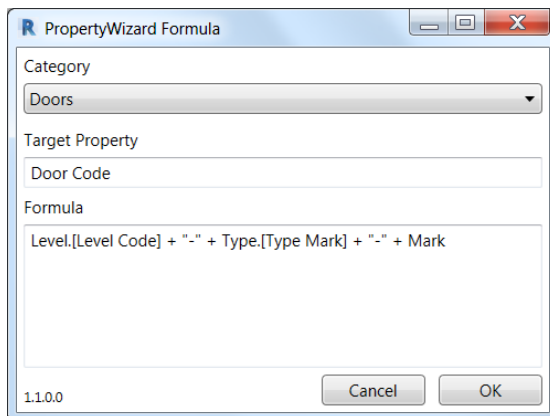 PropertyWizard Formula
Category
Doors
Target Property
Door Code
Formula
Level.[Level Code] + "-" + Type.[Type Mark] + "-" + Mark
1.1.0.0 Cancel OK